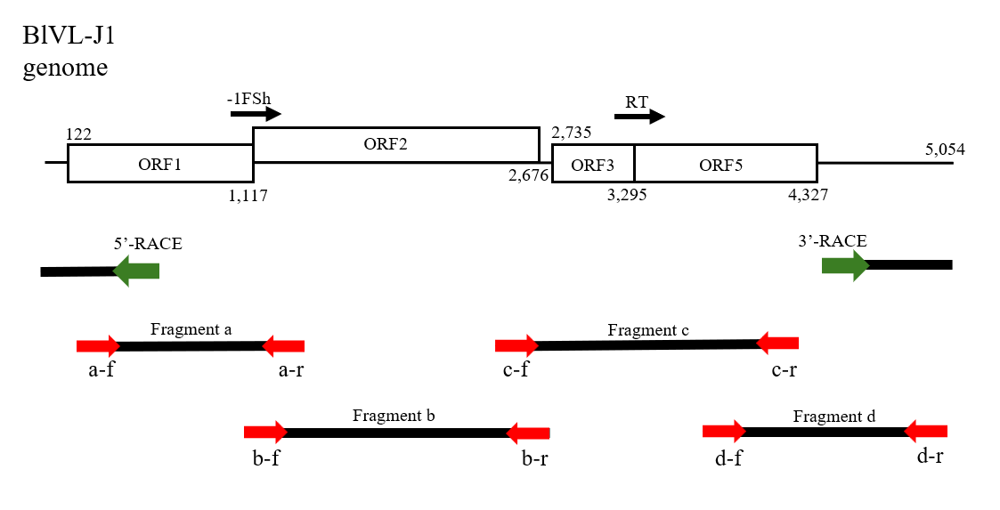 BlVL-J1
genome
-1FSh
RT
122
2,735
5,054
ORF1
ORF2
ORF3
ORF5
1,117
2,676
3,295
4,327
5’-RACE
3’-RACE
Fragment a
Fragment c
a-f
a-r
c-f
c-r
Fragment b
Fragment d
b-f
b-r
d-f
d-r